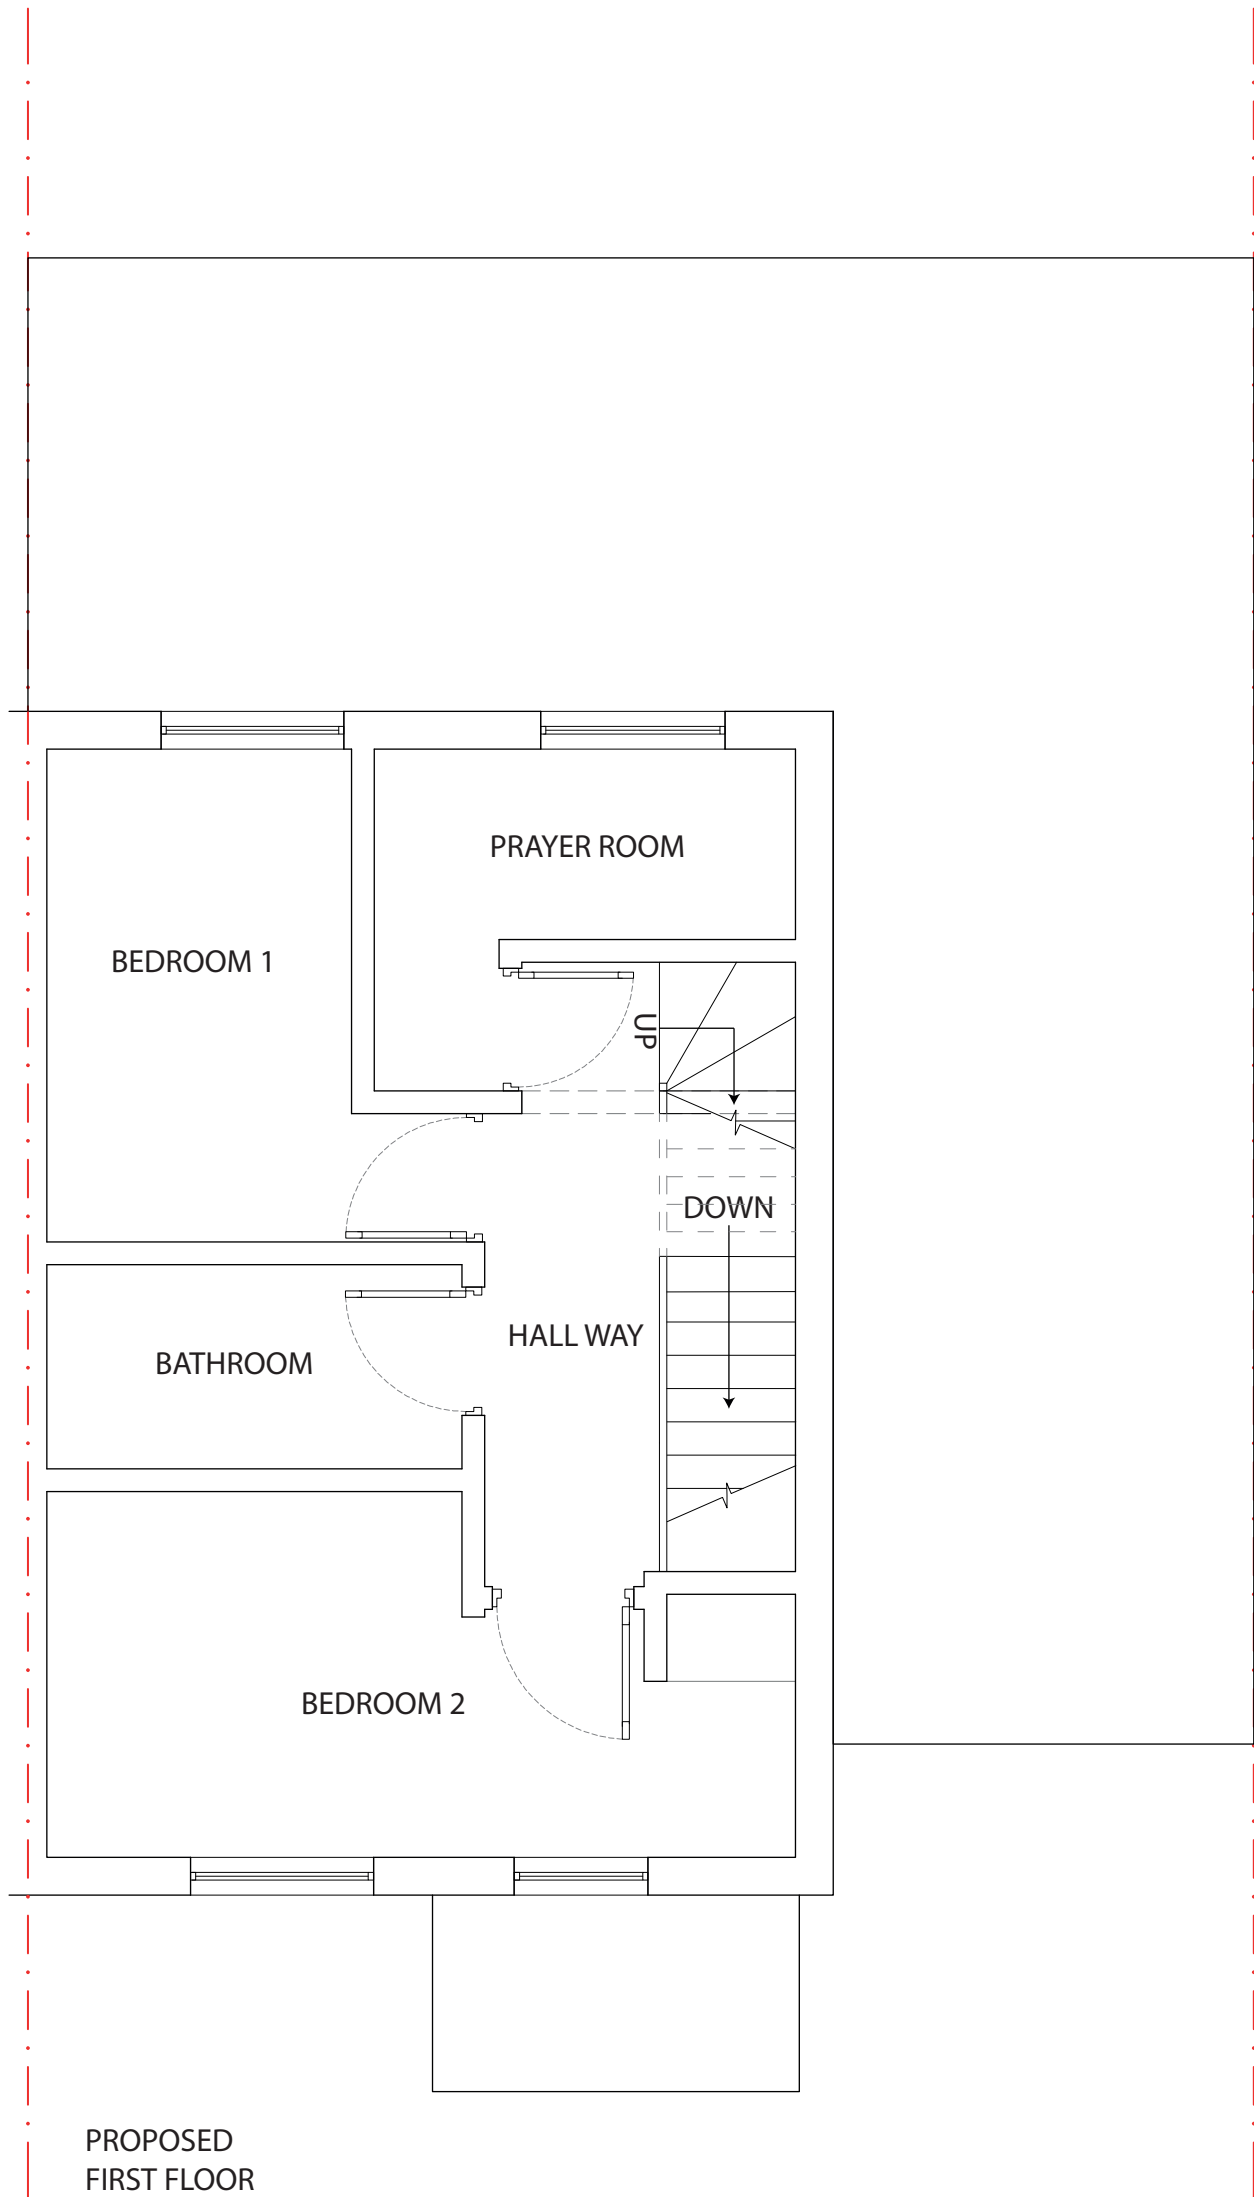 PRAYER ROOM
BEDROOM 1
UP
DOWN
HALL WAY
BATHROOM
BEDROOM 2
PROPOSED
FIRST FLOOR